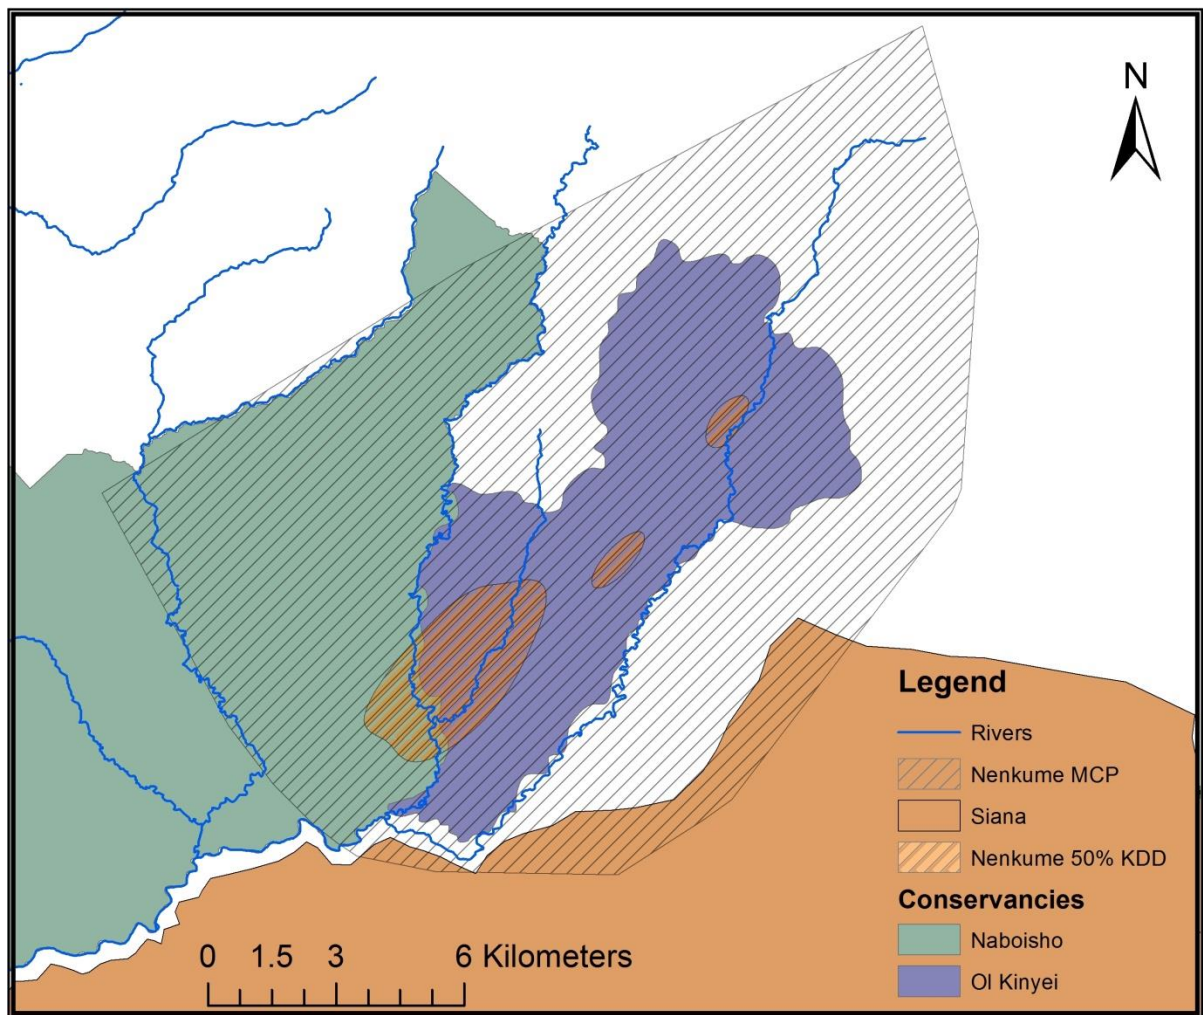 N
Legend
Rivers
Nenkume MCP
Siana
Nenkume 50% KDD
Conservancies
Naboisho
Ol Kinyei
0 1.5 3 6 Kilometers